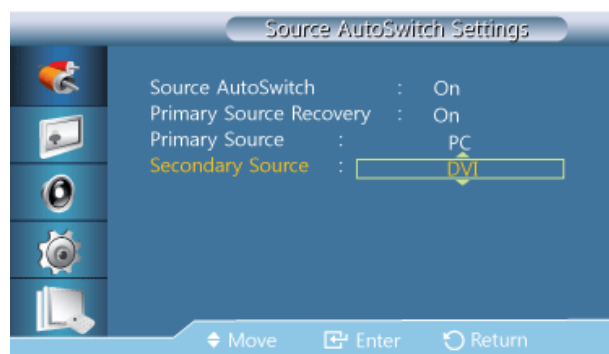 Source AutoSwitch Settings
Source AutoSwitch : On
Primary Source Recovery : On
Primary Source : PC
Secondary Source : DVI
Move Enter Return